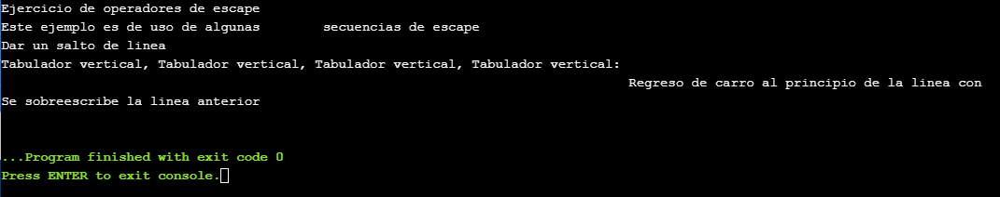 Ejercicio de operadores de escape
Este ejemplo es de uso de algunas        secuencias de escape
Dar un salto de linea
Tabulador vertical, Tabulador vertical, Tabulador vertical, Tabulador vertical:
Regreso de carro al principio de la linea con
Se sobreescribe la linea anterior
...Program finished with exit code 0
Press ENTER to exit console.